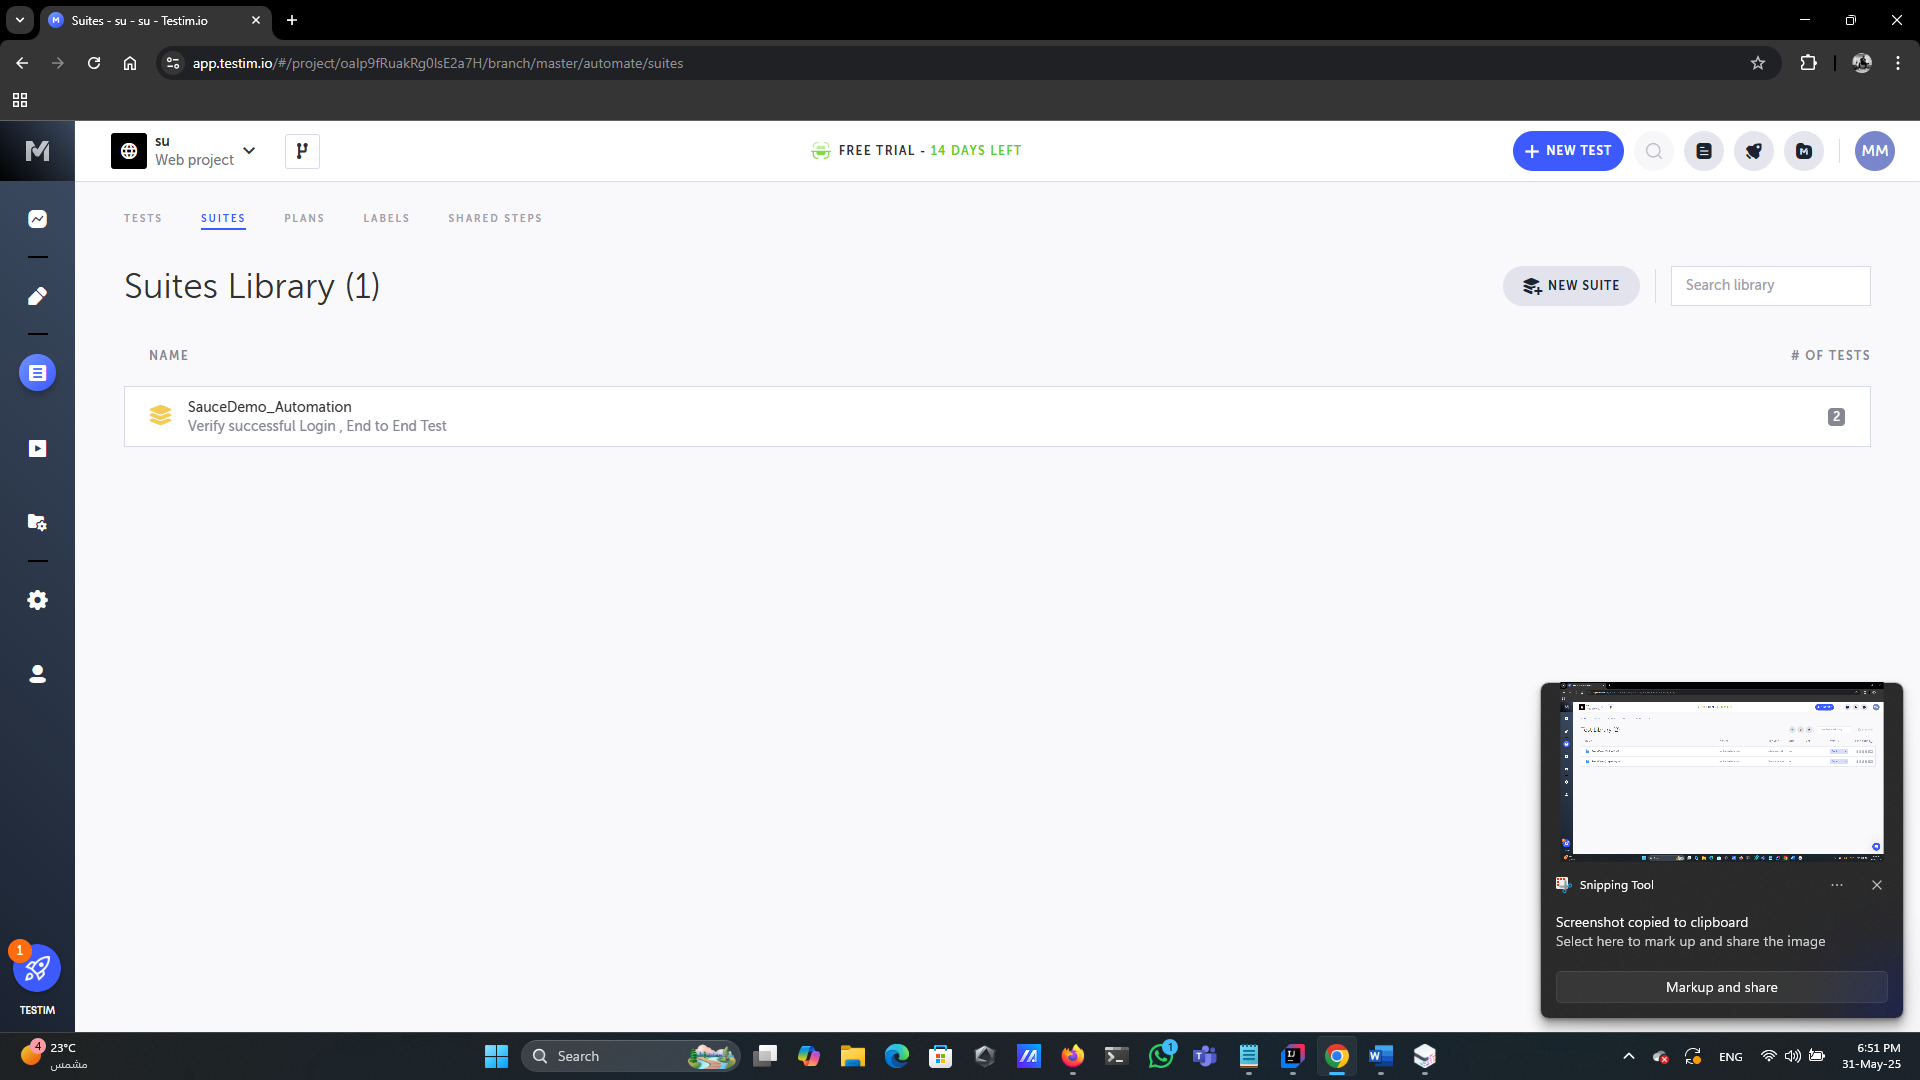 Suites - su - su - Testim.io
app.testim.io/#/project/oalp9fRuakRg0lsE2a7H/branch/master/automate/suites
su
Web project
FREE TRIAL - 14 DAYS LEFT
NEW TEST
MM
TESTS
SUITES
PLANS
LABELS
SHARED STEPS
Suites Library (1)
NEW SUITE
Search library
NAME
# OF TESTS
SauceDemo_Automation
Verify successful Login , End to End Test
2
Test Library (2)
Snipping Tool
Screenshot copied to clipboard
Select here to mark up and share the image
Markup and share
1
TESTIM
4
23°C
مشمس
Search
1
ENG
6:51 PM
31-May-25